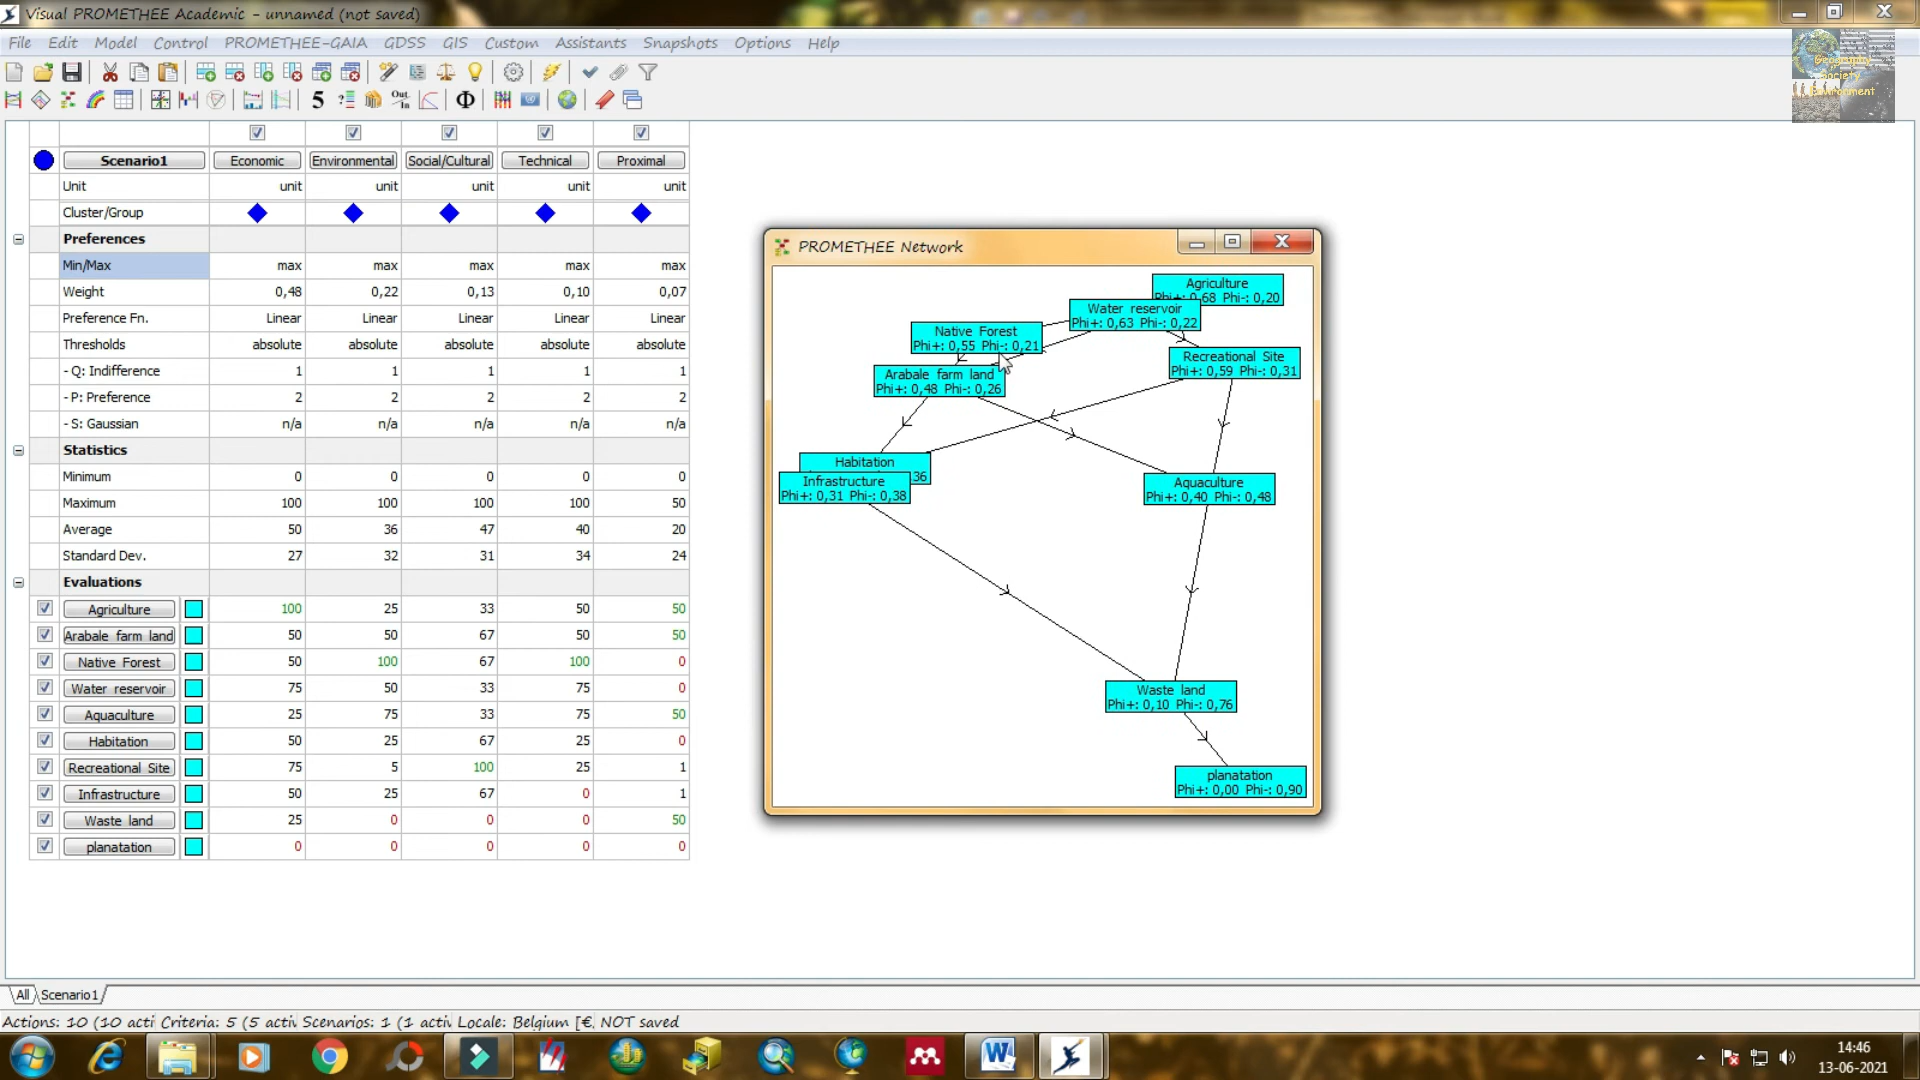 Visual PROMETHEE Academic - unnamed (not saved)
File Edit Model Control PROMETHEE-GAIA GDSS GIS Custom Assistants Snapshots Options Help
Geography
Society
Environment
5 Out in Φ
Scenario1 Economic Environmental Social/Cultural Technical Proximal
Unit unit unit unit unit unit
Cluster/Group
Preferences
Min/Max max max max max max
Weight 0,48 0,22 0,13 0,10 0,07
Preference Fn. Linear Linear Linear Linear Linear
Thresholds absolute absolute absolute absolute absolute
- Q: Indifference 1 1 1 1 1
- P: Preference 2 2 2 2 2
- S: Gaussian n/a n/a n/a n/a n/a
Statistics
Minimum 0 0 0 0 0
Maximum 100 100 100 100 50
Average 50 36 47 40 20
Standard Dev. 27 32 31 34 24
Evaluations
Agriculture 100 25 33 50 50
Arabale farm land 50 50 67 50 50
Native Forest 50 100 67 100 0
Water reservoir 75 50 33 75 0
Aquaculture 25 75 33 75 50
Habitation 50 25 67 25 0
Recreational Site 75 5 100 25 1
Infrastructure 50 25 67 0 1
Waste land 25 0 0 0 50
planatation 0 0 0 0 0
PROMETHEE Network
Agriculture
Phi+: 0,68 Phi-: 0,20
Water reservoir
Phi+: 0,63 Phi-: 0,22
Native Forest
Phi+: 0,55 Phi-: 0,21
Recreational Site
Phi+: 0,59 Phi-: 0,31
Arabale farm land
Phi+: 0,48 Phi-: 0,26
Habitation
36
Infrastructure
Phi+: 0,31 Phi-: 0,38
Aquaculture
Phi+: 0,40 Phi-: 0,48
Waste land
Phi+: 0,10 Phi-: 0,76
planatation
Phi+: 0,00 Phi-: 0,90
All Scenario1
Actions: 10 (10 acti Criteria: 5 (5 activ Scenarios: 1 (1 activ Locale: Belgium [€, NOT saved
14:46
13-06-2021